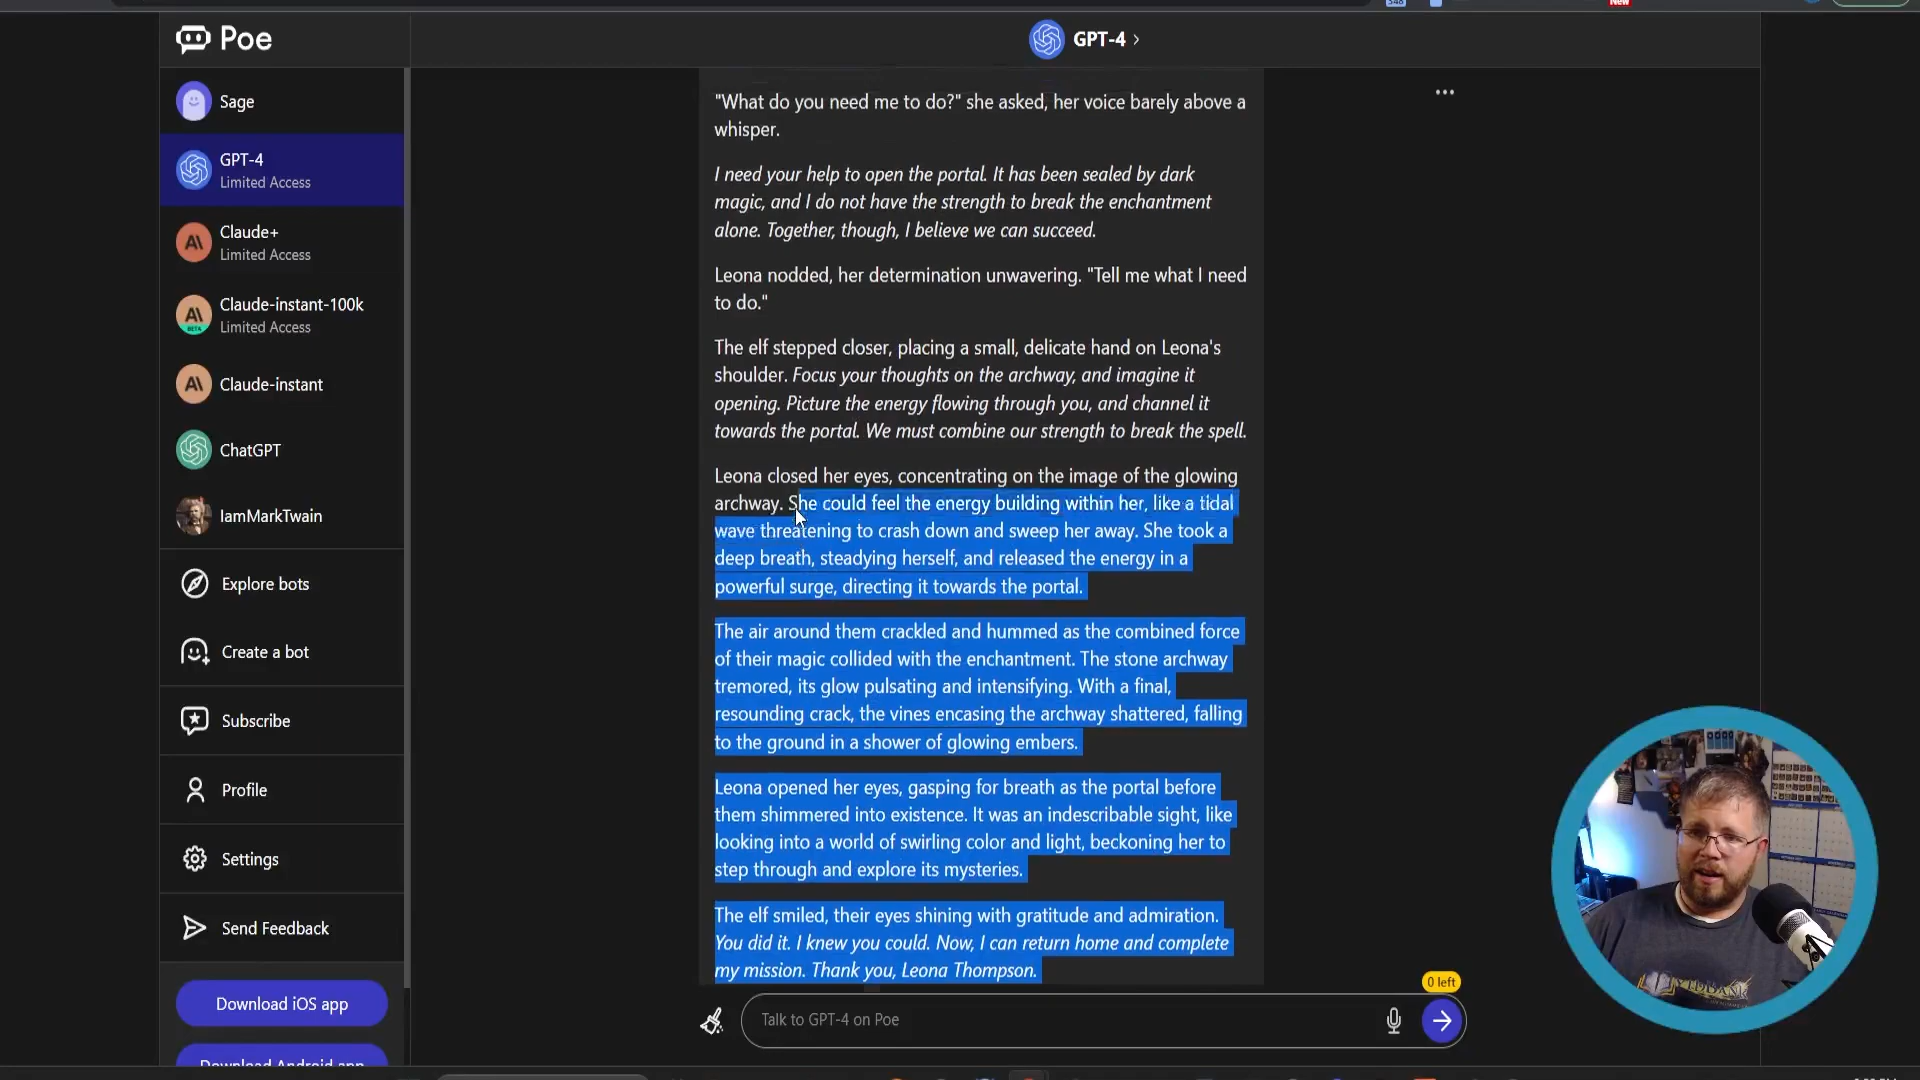 348
New
Poe
GPT-4
Sage
GPT-4
Limited Access
Claude+
Limited Access
Claude-instant-100k
Limited Access
BETA
Claude-instant
ChatGPT
IamMarkTwain
Explore bots
Create a bot
Subscribe
Profile
Settings
Send Feedback
Download iOS app
Download Android app
"What do you need me to do?" she asked, her voice barely above a
whisper.
I need your help to open the portal. It has been sealed by dark
magic, and I do not have the strength to break the enchantment
alone. Together, though, I believe we can succeed.
Leona nodded, her determination unwavering. "Tell me what I need
to do."
The elf stepped closer, placing a small, delicate hand on Leona's
shoulder. Focus your thoughts on the archway, and imagine it
opening. Picture the energy flowing through you, and channel it
towards the portal. We must combine our strength to break the spell.
Leona closed her eyes, concentrating on the image of the glowing
archway. She could feel the energy building within her, like a tidal
wave threatening to crash down and sweep her away. She took a
deep breath, steadying herself, and released the energy in a
powerful surge, directing it towards the portal.
The air around them crackled and hummed as the combined force
of their magic collided with the enchantment. The stone archway
tremored, its glow pulsating and intensifying. With a final,
resounding crack, the vines encasing the archway shattered, falling
to the ground in a shower of glowing embers.
Leona opened her eyes, gasping for breath as the portal before
them shimmered into existence. It was an indescribable sight, like
looking into a world of swirling color and light, beckoning her to
step through and explore its mysteries.
The elf smiled, their eyes shining with gratitude and admiration.
You did it. I knew you could. Now, I can return home and complete
my mission. Thank you, Leona Thompson.
0 left
Talk to GPT-4 on Poe